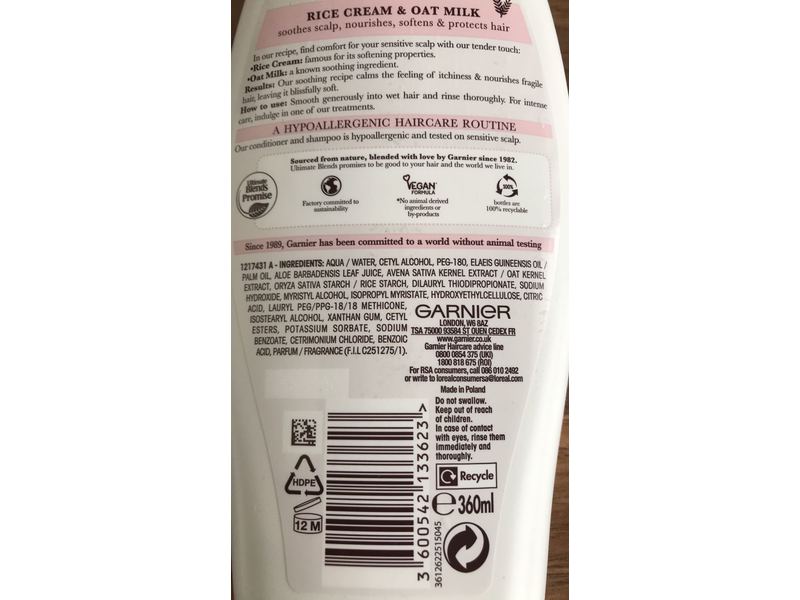 RICE CREAM & OAT MILK
soothes scalp, nourishes, softens & protects hair
In our recipe, find comfort for your sensitive scalp with our tender touch:
•Rice Cream: famous for its softening properties.
•Oat Milk: a known soothing ingredient.
Results: Our soothing recipe calms the feeling of itchiness & nourishes fragile
hair, leaving it blissfully soft.
How to use: Smooth generously into wet hair and rinse thoroughly. For intense
care, indulge in one of our treatments.
A HYPOALLERGENIC HAIRCARE ROUTINE
Our conditioner and shampoo is hypoallergenic and tested on sensitive scalp.
Sourced from nature, blended with love by Garnier since 1982.
Ultimate Blends promises to be good to your hair and the world we live in.
Ultimate
Blends
Promise
Factory committed to
sustainability
VEGAN
FORMULA
*No animal derived
ingredients or
by-products
100%
bottles are
100% recyclable
Since 1989, Garnier has been committed to a world without animal testing
1217431 A - INGREDIENTS: AQUA / WATER, CETYL ALCOHOL, PEG-180, ELAEIS GUINEENSIS OIL /
PALM OIL, ALOE BARBADENSIS LEAF JUICE, AVENA SATIVA KERNEL EXTRACT / OAT KERNEL
EXTRACT, ORYZA SATIVA STARCH / RICE STARCH, DILAURYL THIODIPROPIONATE, SODIUM
HYDROXIDE, MYRISTYL ALCOHOL, ISOPROPYL MYRISTATE, HYDROXYETHYLCELLULOSE, CITRIC
ACID, LAURYL PEG/PPG-18/18 METHICONE,
ISOSTEARYL ALCOHOL, XANTHAN GUM, CETYL
ESTERS, POTASSIUM SORBATE, SODIUM
BENZOATE, CETRIMONIUM CHLORIDE, BENZOIC
ACID, PARFUM / FRAGRANCE (F.I.L C251275/1).
GARNIER
LONDON, W6 8AZ
TSA 75000 93584 ST OUEN CEDEX FR
www.garnier.co.uk
Garnier Haircare advice line
0800 0854 375 (UKI)
1800 818 675 (ROI)
For RSA consumers, call 086 010 2492
or write to lorealconsumersa@loreal.com
Made in Poland
Do not swallow.
Keep out of reach
of children.
In case of contact
with eyes, rinse them
immediately and
thoroughly.
HDPE
12 M
3 600542 133623 >
Recycle
e 360ml
3612622515045